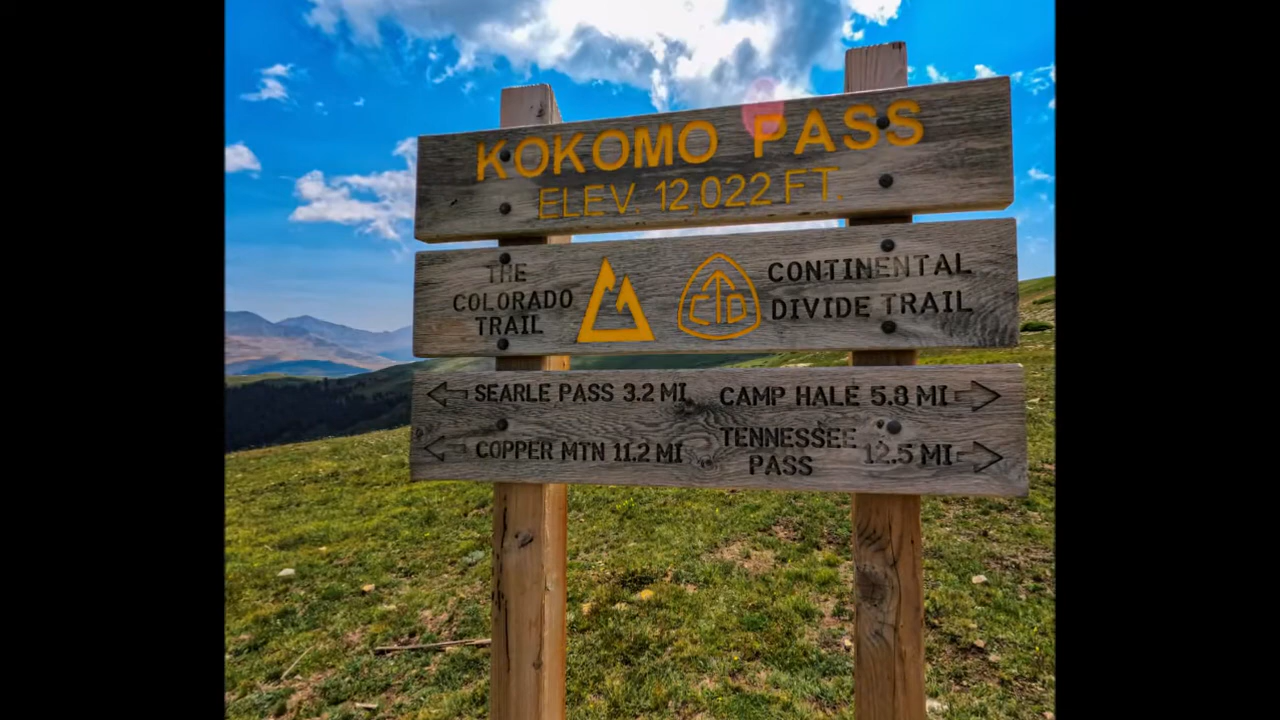 KOKOMO PASS
ELEV. 12,022 FT.
THE
COLORADO
TRAIL
CTD
CONTINENTAL
DIVIDE TRAIL
SEARLE PASS 3.2 MI
COPPER MTN 11.2 MI
CAMP HALE 5.8 MI
TENNESSEE
PASS 12.5 MI